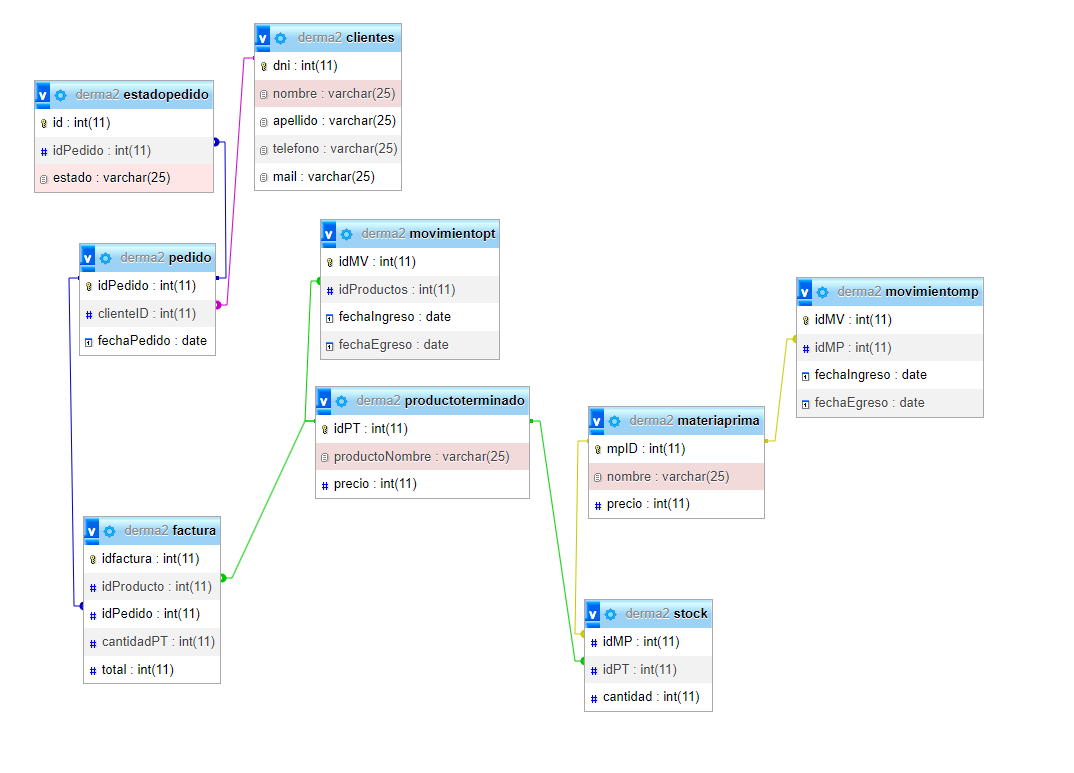 derma2 clientes
dni : int(11)
nombre : varchar(25)
apellido : varchar(25)
telefono : varchar(25)
mail : varchar(25)
derma2 estadopedido
id : int(11)
idPedido : int(11)
estado : varchar(25)
derma2 movimientopt
idMV : int(11)
idProductos : int(11)
fechaIngreso : date
fechaEgreso : date
derma2 pedido
idPedido : int(11)
clienteID : int(11)
fechaPedido : date
derma2 movimientomp
idMV : int(11)
idMP : int(11)
fechaIngreso : date
fechaEgreso : date
derma2 productoterminado
idPT : int(11)
productoNombre : varchar(25)
precio : int(11)
derma2 materiaprima
mpID : int(11)
nombre : varchar(25)
precio : int(11)
derma2 factura
idfactura : int(11)
idProducto : int(11)
idPedido : int(11)
cantidadPT : int(11)
total : int(11)
derma2 stock
idMP : int(11)
idPT : int(11)
cantidad : int(11)